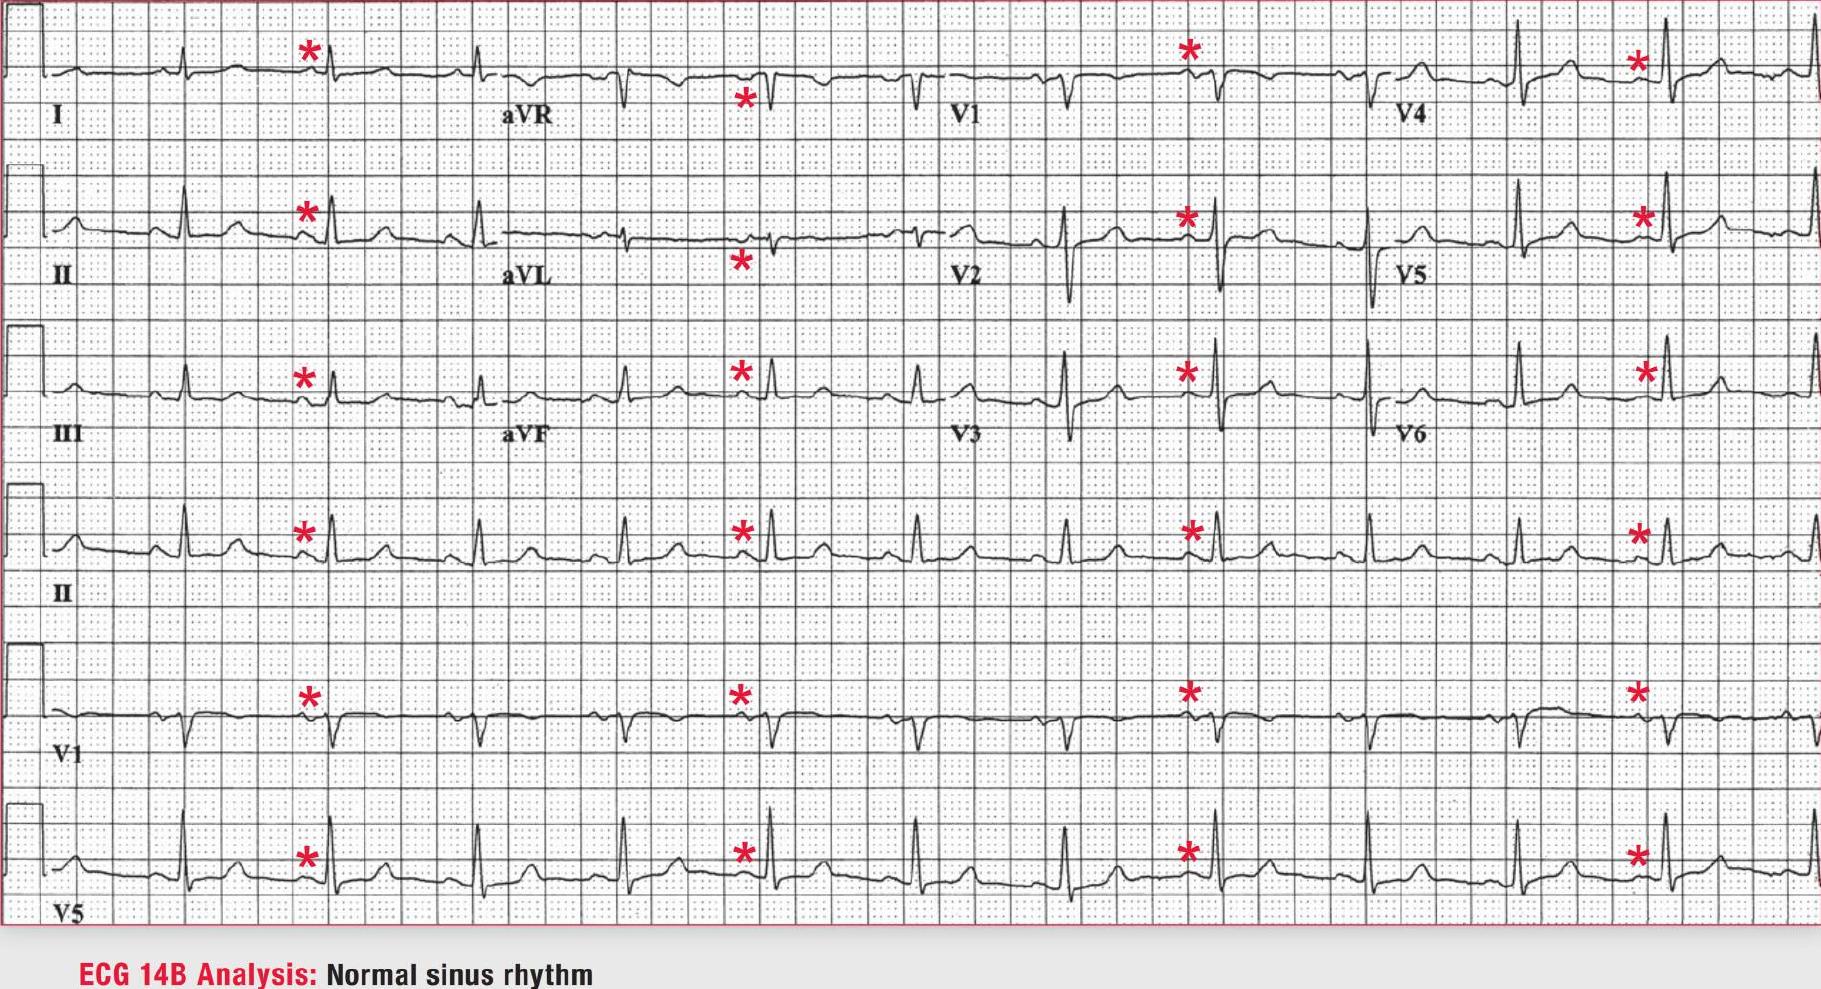 I aVR V1 V4
II aVL V2 V5
III aVF V3 V6
II
V1
V5
ECG 14B Analysis: Normal sinus rhythm